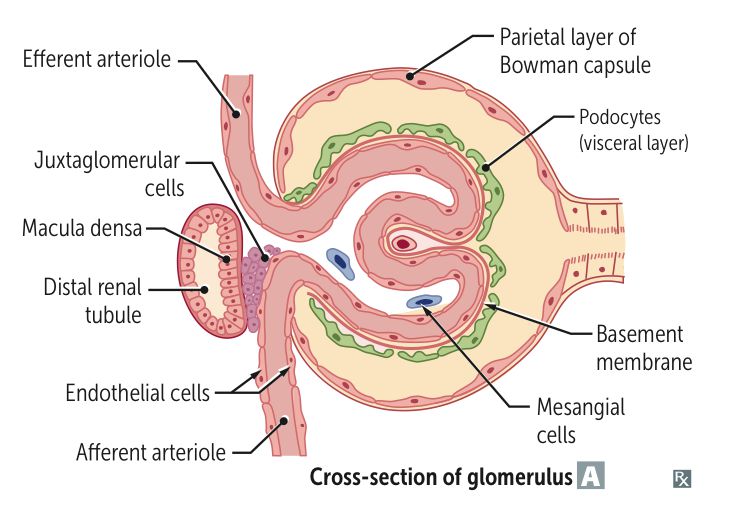 Efferent arteriole
Parietal layer of
Bowman capsule
Podocytes
(visceral layer)
Juxtaglomerular
cells
Macula densa
Distal renal
tubule
Basement
membrane
Endothelial cells
Mesangial
cells
Afferent arteriole
Cross-section of glomerulus A
Rx